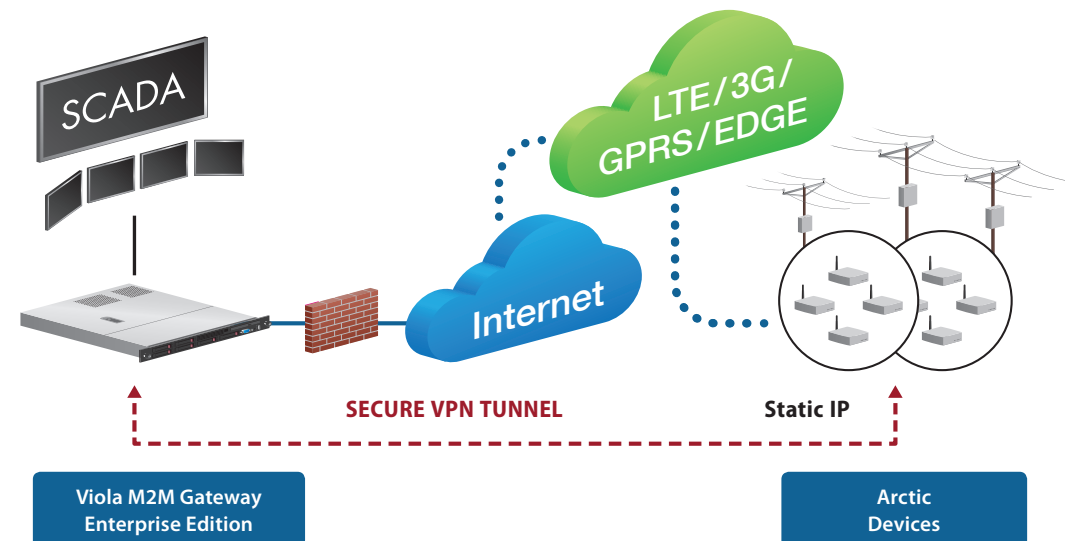 SCADA
LTE/3G/
GPRS/EDGE
Internet
SECURE VPN TUNNEL
Static IP
Viola M2M Gateway
Enterprise Edition
Arctic
Devices